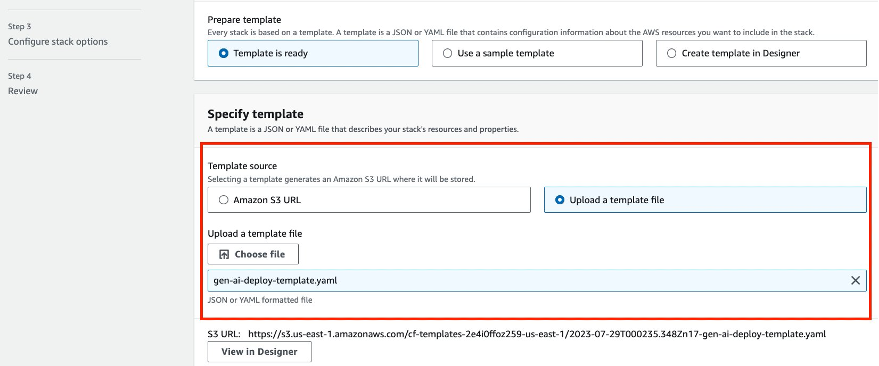 Step 3
Configure stack options
Step 4
Review
Prepare template
Every stack is based on a template. A template is a JSON or YAML file that contains configuration information about the AWS resources you want to include in the stack.
Template is ready
Use a sample template
Create template in Designer
Specify template
A template is a JSON or YAML file that describes your stack's resources and properties.
Template source
Selecting a template generates an Amazon S3 URL where it will be stored.
Amazon S3 URL
Upload a template file
Upload a template file
Choose file
gen-ai-deploy-template.yaml
JSON or YAML formatted file
S3 URL: https://s3.us-east-1.amazonaws.com/cf-templates-2e4i0ffoz259-us-east-1/2023-07-29T000235.348Zn17-gen-ai-deploy-template.yaml
View in Designer